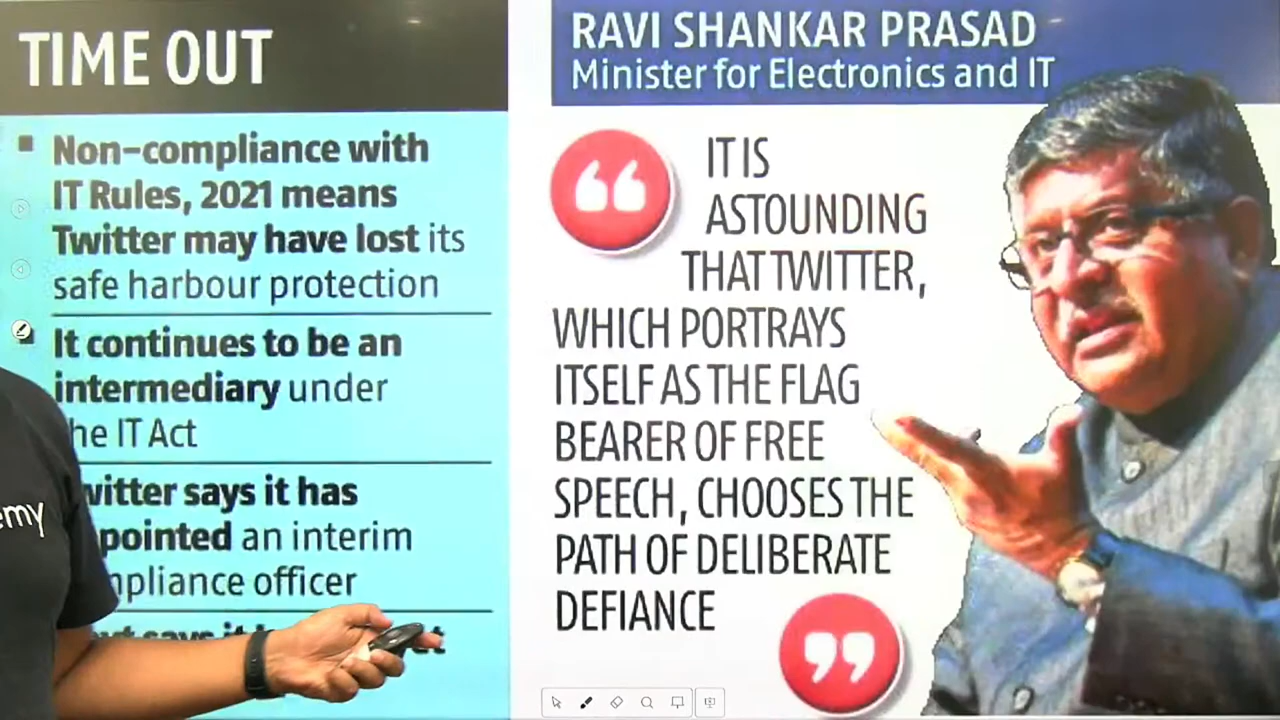 TIME OUT
Non-compliance with
IT Rules, 2021 means
Twitter may have lost its
safe harbour protection
It continues to be an
intermediary under
he IT Act
witter says it has
pointed an interim
mpliance officer
says it
emy
RAVI SHANKAR PRASAD
Minister for Electronics and IT
“ IT IS
ASTOUNDING
THAT TWITTER,
WHICH PORTRAYS
ITSELF AS THE FLAG
BEARER OF FREE
SPEECH, CHOOSES THE
PATH OF DELIBERATE
DEFIANCE ”